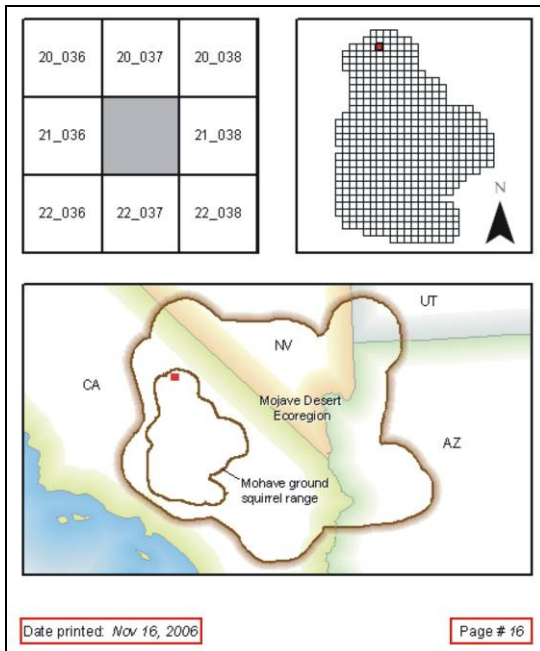 20_036 20_037 20_038
21_036 21_038
22_036 22_037 22_038
N
UT
NV
CA
Mojave Desert
Ecoregion
AZ
Mohave ground
squirrel range
Date printed: Nov 16, 2006
Page # 16